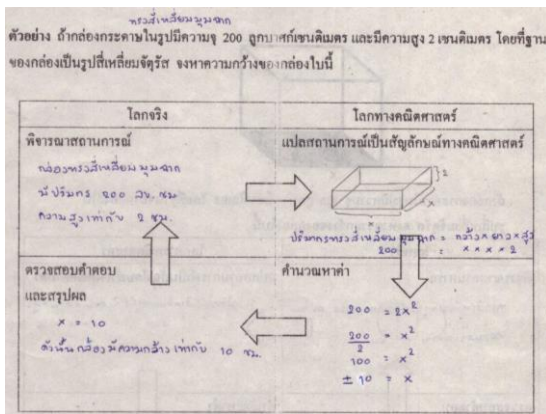 ทรงสี่เหลี่ยมมุมฉาก
ตัวอย่าง ถ้ากล่องกระดาษในรูปมีความจุ 200 ลูกบาศก์เซนติเมตร และมีความสูง 2 เซนติเมตร โดยที่ฐาน
ของกล่องเป็นรูปสี่เหลี่ยมจัตุรัส จงหาความกว้างของกล่องใบนี้
โลกจริง
โลกทางคณิตศาสตร์
พิจารณาสถานการณ์
กล่องทรงสี่เหลี่ยมมุมฉาก
มีปริมาตร 200 ลบ.ซม.
ความสูงเท่ากับ 2 ซม.
แปลสถานการณ์เป็นสัญลักษณ์ทางคณิตศาสตร์
2
x
ปริมาตรทรงสี่เหลี่ยมมุมฉาก = กว้าง×ยาว×สูง
200 = x × x × 2
ตรวจสอบคำตอบ
และสรุปผล
x = 10
ดังนั้นกล่องมีความกว้างเท่ากับ 10 ซม.
คำนวณหาค่า
200 = 2x²
200/2 = x²
100 = x²
±10 = x